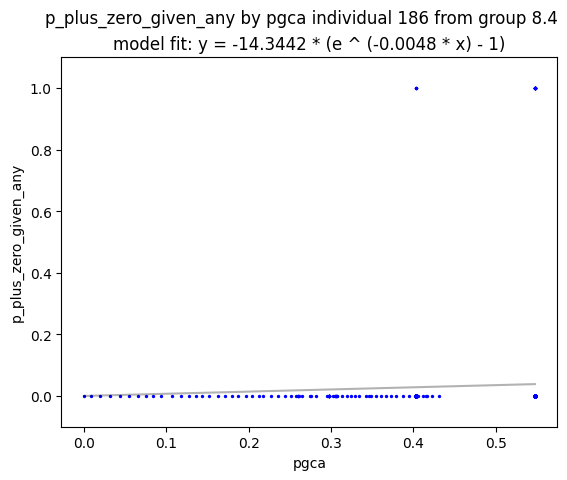 p_plus_zero_given_any by pgca individual 186 from group 8.4
model fit: y = -14.3442 * (e ^ (-0.0048 * x) - 1)
1.0
0.8
0.6
0.4
0.2
0.0
p_plus_zero_given_any
0.0 0.1 0.2 0.3 0.4 0.5
pgca